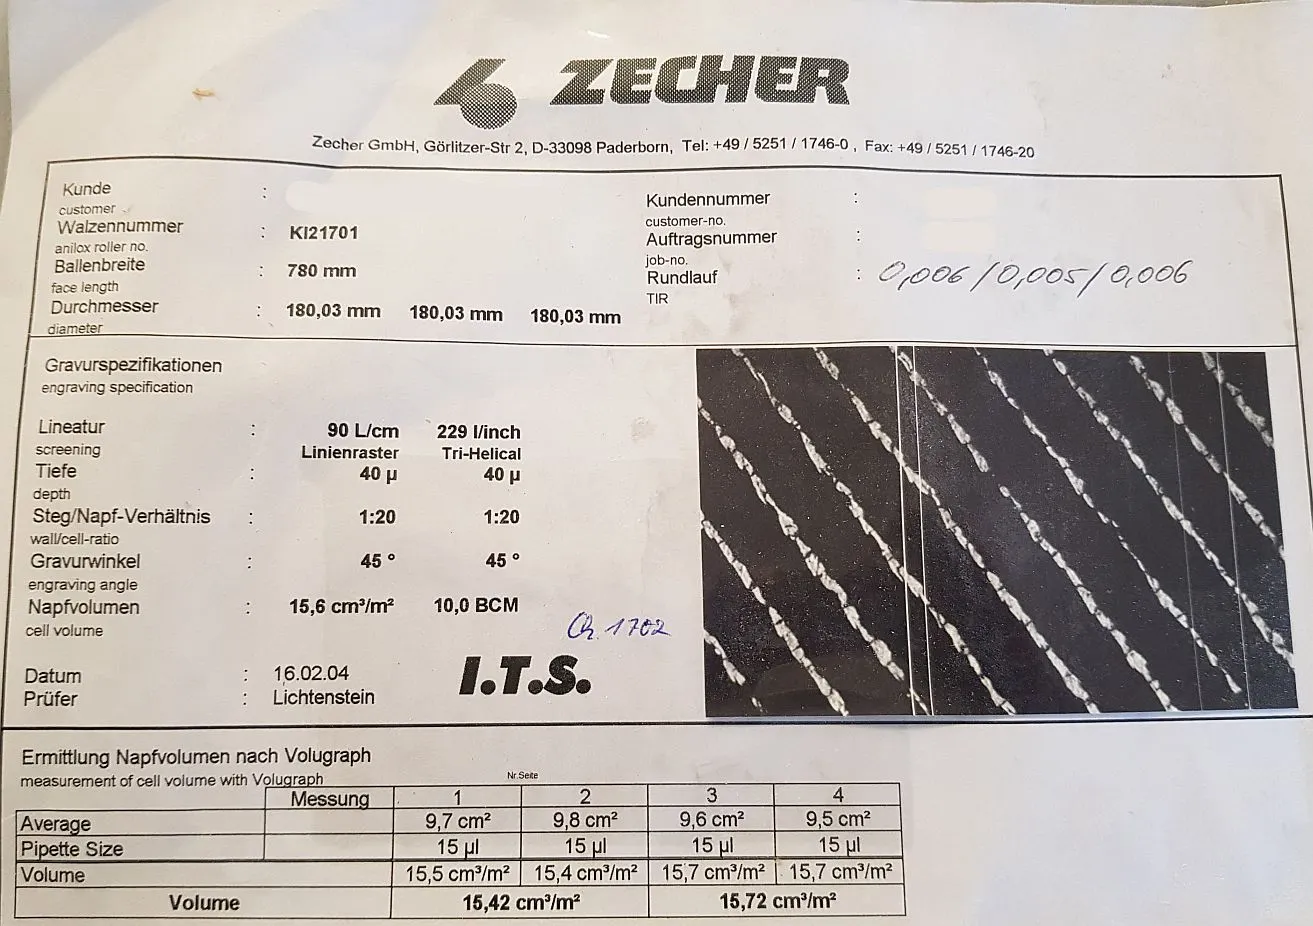 ZECHER
Zecher GmbH, Görlitzer-Str 2, D-33098 Paderborn, Tel: +49 / 5251 / 1746-0 , Fax: +49 / 5251 / 1746-20
Kunde :
customer
Walzennummer : KI21701
anilox roller no.
Ballenbreite : 780 mm
face length
Durchmesser : 180,03 mm 180,03 mm 180,03 mm
diameter
Kundennummer :
customer-no.
Auftragsnummer :
job-no.
Rundlauf : 0,006 / 0,005 / 0,006
TIR
Gravurspezifikationen
engraving specification
Lineatur : 90 L/cm 229 l/inch
screening Linienraster Tri-Helical
Tiefe : 40 µ 40 µ
depth
Steg/Napf-Verhältnis : 1:20 1:20
wall/cell-ratio
Gravurwinkel : 45 ° 45 °
engraving angle
Napfvolumen : 15,6 cm³/m² 10,0 BCM
cell volume
1702
Datum : 16.02.04
Prüfer : Lichtenstein
I.T.S.
Ermittlung Napfvolumen nach Volugraph
measurement of cell volume with Volugraph
Nr.Seite
Messung 1 2 3 4
Average 9,7 cm² 9,8 cm² 9,6 cm² 9,5 cm²
Pipette Size 15 µl 15 µl 15 µl 15 µl
Volume 15,5 cm³/m² 15,4 cm³/m² 15,7 cm³/m² 15,7 cm³/m²
Volume 15,42 cm³/m² 15,72 cm³/m²